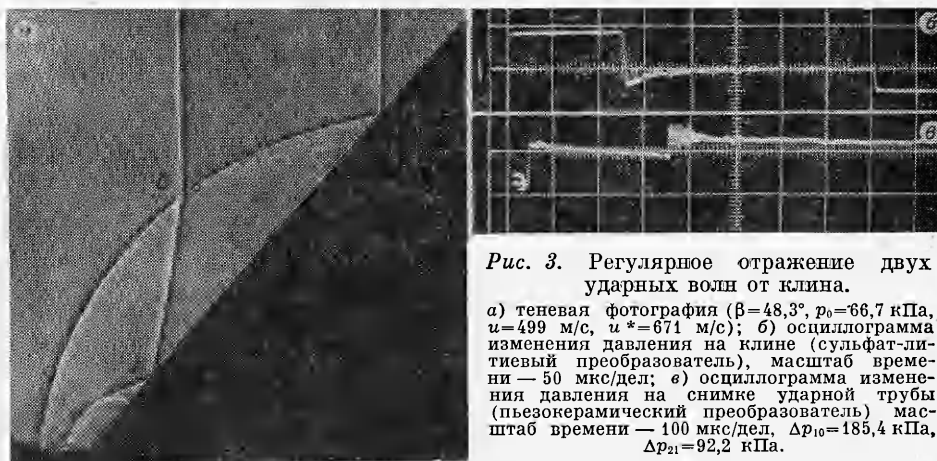 а
б
в
Рис. 3. Регулярное отражение двух
ударных волн от клина.
а) теневая фотография (β=48,3°, p₀=66,7 кПа,
u=499 м/с, u*=671 м/с); б) осциллограмма
изменения давления на клине (сульфат-ли-
тиевый преобразователь), масштаб време-
ни — 50 мкс/дел; в) осциллограмма измене-
ния давления на снимке ударной трубы
(пьезокерамический преобразователь) мас-
штаб времени — 100 мкс/дел, Δp₁₀=185,4 кПа,
Δp₂₁=92,2 кПа.